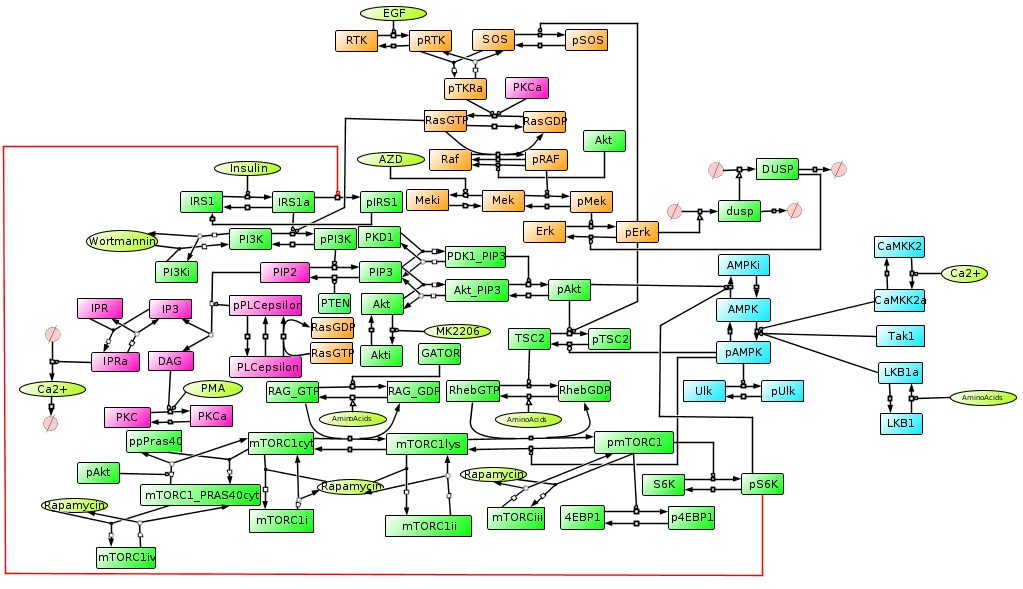 EGF
RTK
pRTK
SOS
pSOS
pTKRa
PKCa
RasGTP
RasGDP
Akt
AZD
Raf
pRAF
Insulin
DUSP
Meki
Mek
pMek
IRS1
IRS1a
pIRS1
dusp
Erk
pErk
Wortmannin
PI3K
pPI3K
PKD1
CaMKK2
PI3Ki
PIP2
PIP3
PDK1_PIP3
AMPKi
Ca2+
IPR
IP3
pPLCepsilon
PTEN
Akt
Akt_PIP3
pAkt
AMPK
CaMKK2a
RasGDP
MK2206
TSC2
pTSC2
Tak1
IPRa
DAG
RasGTP
Akti
GATOR
pAMPK
PLCepsilon
LKB1a
Ca2+
PMA
RAG_GTP
RAG_GDP
RhebGTP
RhebGDP
Ulk
pUlk
AminoAcids
PKC
PKCa
AminoAcids
AminoAcids
LKB1
ppPras40
mTORC1cyt
mTORC1lys
pmTORC1
pAkt
Rapamycin
Rapamycin
S6K
pS6K
mTORC1_PRAS40cyt
Rapamycin
mTORC1i
mTORC1ii
mTORCiii
4EBP1
p4EBP1
mTORC1iv